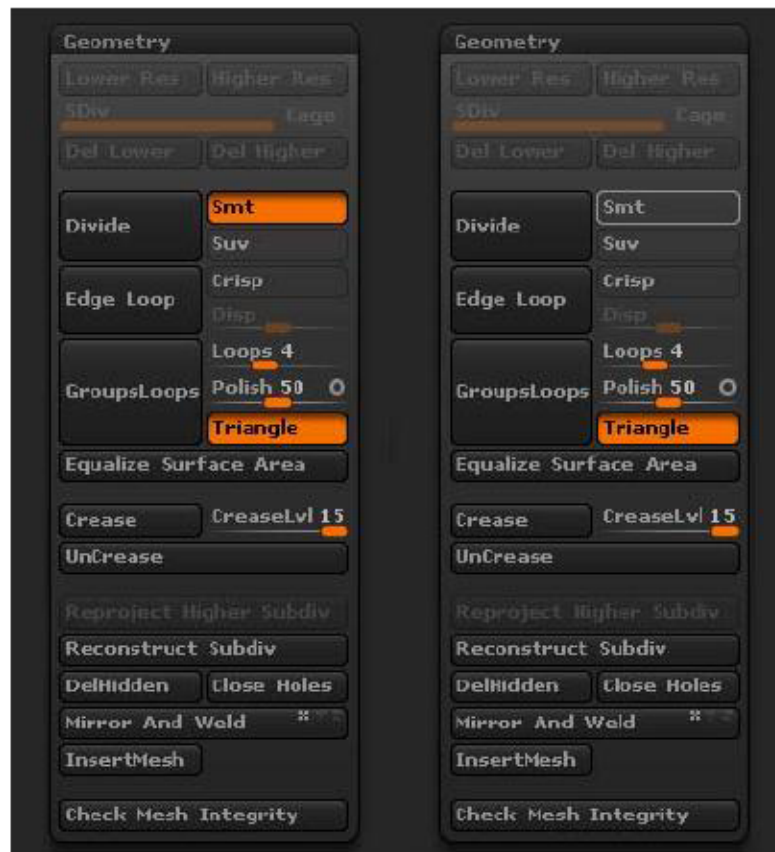 Geometry
Lower Res Higher Res
SDiv Cage
Del Lower Del Higher
Divide
Smt
Suv
Edge Loop
Crisp
Disp
GroupsLoops
Loops 4
Polish 50
Triangle
Equalize Surface Area
Crease CreaseLvl 15
UnCrease
Reproject Higher Subdiv
Reconstruct Subdiv
DelHidden Close Holes
Mirror And Weld
InsertMesh
Check Mesh Integrity
Geometry
Lower Res Higher Res
SDiv Cage
Del Lower Del Higher
Divide
Smt
Suv
Edge Loop
Crisp
Disp
GroupsLoops
Loops 4
Polish 50
Triangle
Equalize Surface Area
Crease CreaseLvl 15
UnCrease
Reproject Higher Subdiv
Reconstruct Subdiv
DelHidden Close Holes
Mirror And Weld
InsertMesh
Check Mesh Integrity